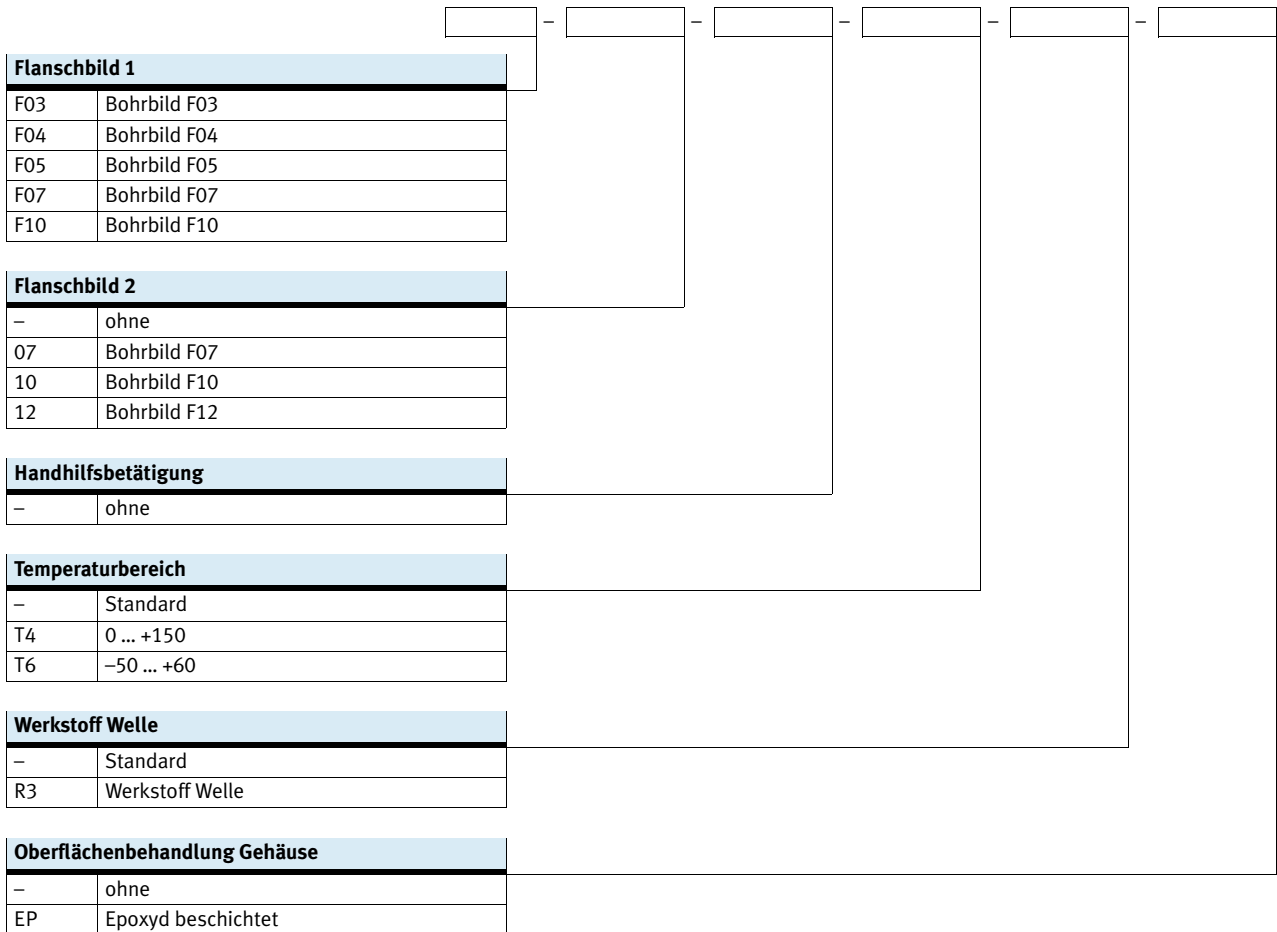 – – – – –
Flanschbild 1
F03 Bohrbild F03
F04 Bohrbild F04
F05 Bohrbild F05
F07 Bohrbild F07
F10 Bohrbild F10
Flanschbild 2
– ohne
07 Bohrbild F07
10 Bohrbild F10
12 Bohrbild F12
Handhilfsbetätigung
– ohne
Temperaturbereich
– Standard
T4 0 ... +150
T6 –50 ... +60
Werkstoff Welle
– Standard
R3 Werkstoff Welle
Oberflächenbehandlung Gehäuse
– ohne
EP Epoxyd beschichtet